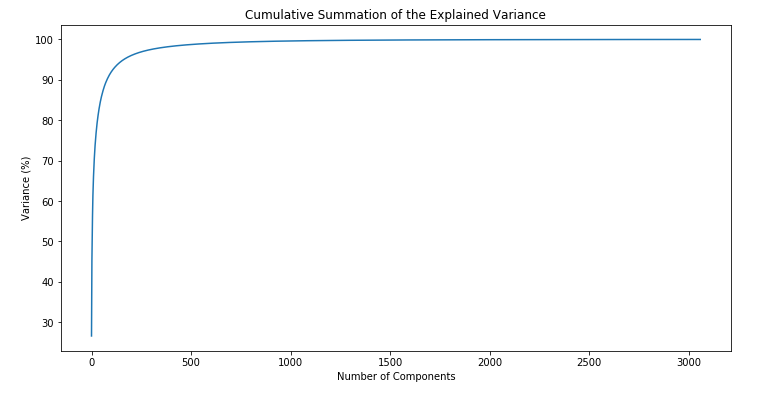 Cumulative Summation of the Explained Variance
100
90
80
70
60
50
40
30
Variance (%)
0 500 1000 1500 2000 2500 3000
Number of Components